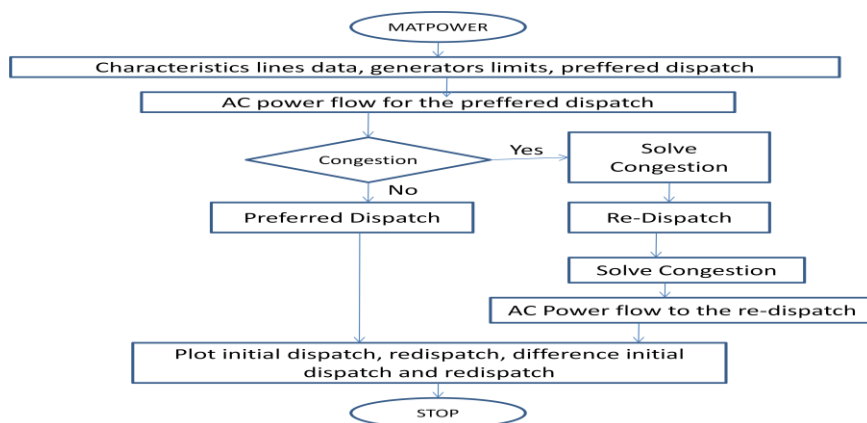 MATPOWER
Characteristics lines data, generators limits, preffered dispatch
AC power flow for the preffered dispatch
Congestion
Yes
Solve
Congestion
No
Preferred Dispatch
Re-Dispatch
Solve Congestion
AC Power flow to the re-dispatch
Plot initial dispatch, redispatch, difference initial
dispatch and redispatch
STOP